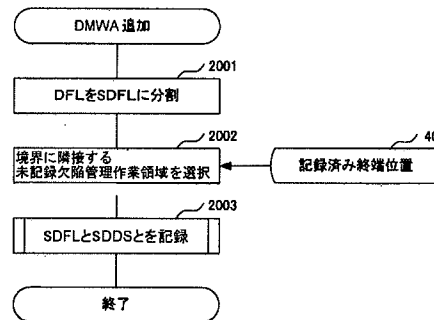 DMWA追加
2001
DFLをSDFLに分割
2002
境界に隣接する
未記録欠陥管理作業領域を選択
40
記録済み終端位置
2003
SDFLとSDDSとを記録
終了